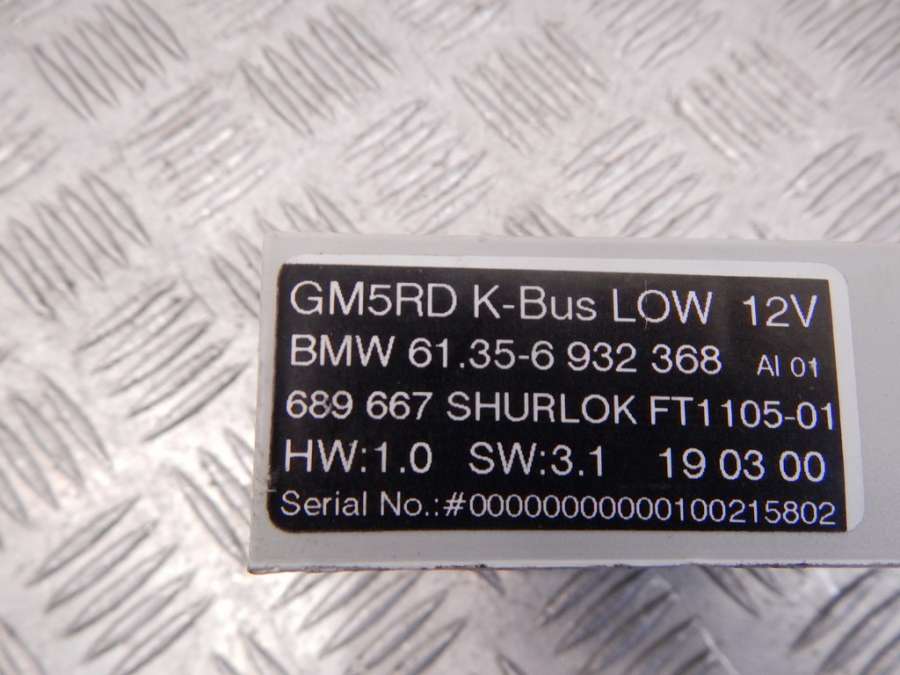 GM5RD K-Bus LOW 12V
BMW 61.35-6 932 368 AI 01
689 667 SHURLOK FT1105-01
HW:1.0 SW:3.1 19 03 00
Serial No.:#00000000000100215802